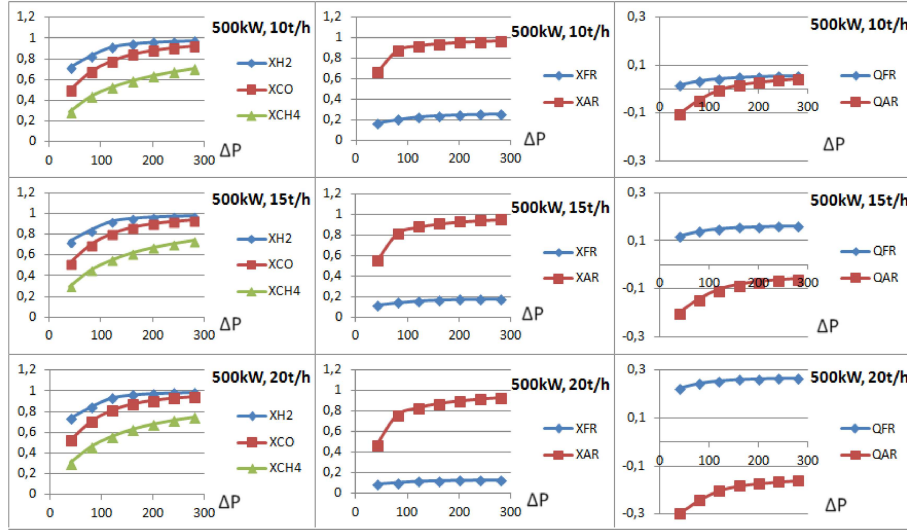 500kW, 10t/h
1,2
1
0,8
0,6
0,4
0,2
0
0 100 200 300
ΔP
XH2
XCO
XCH4
500kW, 10t/h
1,2
1
0,8
0,6
0,4
0,2
0
0 100 200 300
ΔP
XFR
XAR
500kW, 10t/h
0,3
0,1
-0,1
-0,3
0 100 200 300
ΔP
QFR
QAR
500kW, 15t/h
1,2
1
0,8
0,6
0,4
0,2
0
0 100 200 300
ΔP
XH2
XCO
XCH4
500kW, 15t/h
1,2
1
0,8
0,6
0,4
0,2
0
0 100 200 300
ΔP
XFR
XAR
500kW, 15t/h
0,3
0,1
-0,1
-0,3
0 100 200 300
ΔP
QFR
QAR
500kW, 20t/h
1,2
1
0,8
0,6
0,4
0,2
0
0 100 200 300
ΔP
XH2
XCO
XCH4
500kW, 20t/h
1,2
1
0,8
0,6
0,4
0,2
0
0 100 200 300
ΔP
XFR
XAR
500kW, 20t/h
0,3
0,1
-0,1
-0,3
0 100 200 300
ΔP
QFR
QAR